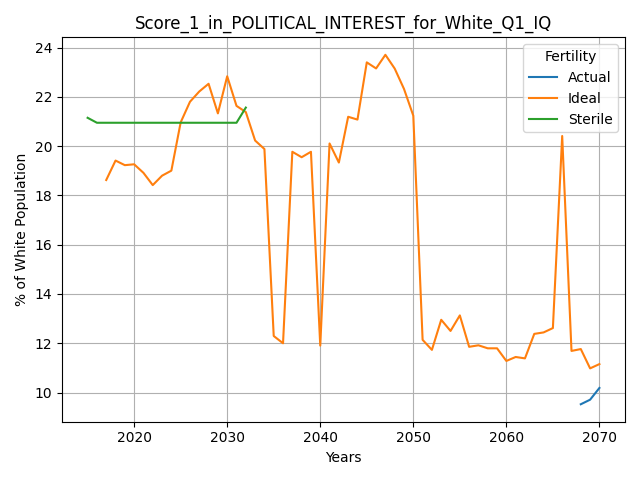 Score_1_in_POLITICAL_INTEREST_for_White_Q1_IQ
Fertility
Actual
Ideal
Sterile
% of White Population
24
22
20
18
16
14
12
10
2020 2030 2040 2050 2060 2070
Years